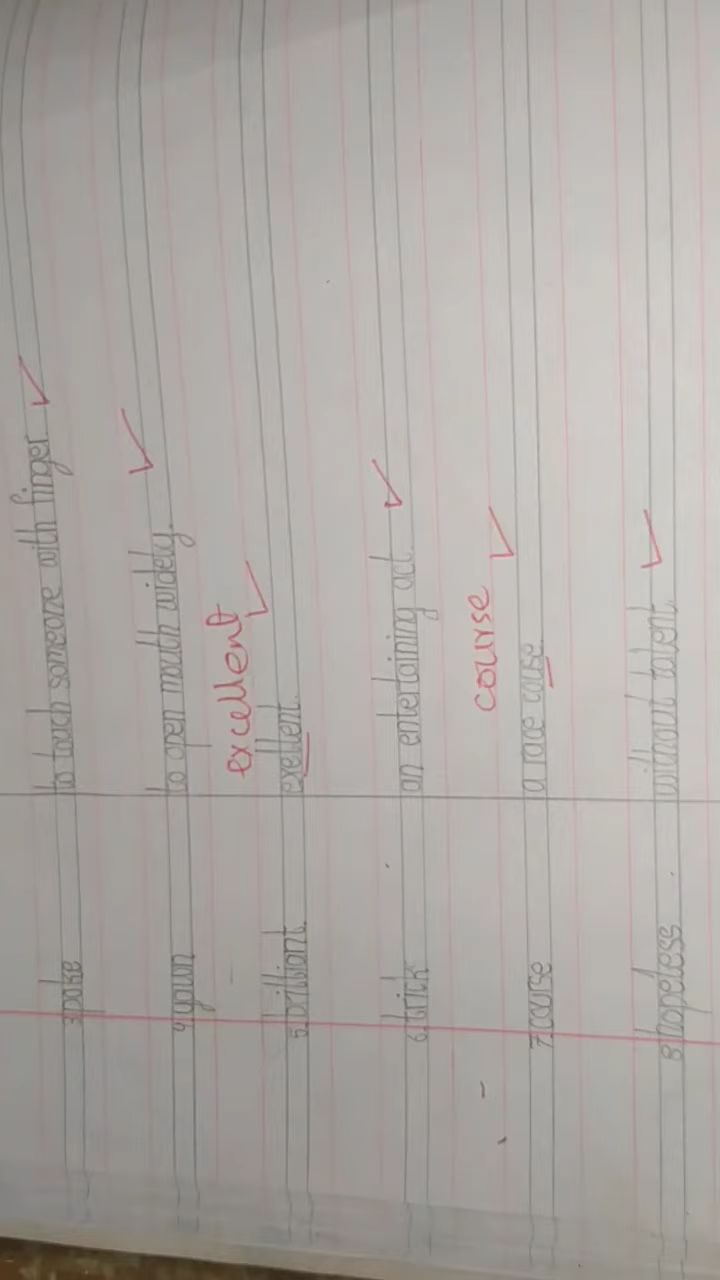 3. poke to touch someone with finger.
4. yawn to open mouth widely.
excellent
5. brilliant. exellent.
6. trick an entertaining act.
course
7. course a race couse.
8. hopeless without talent.